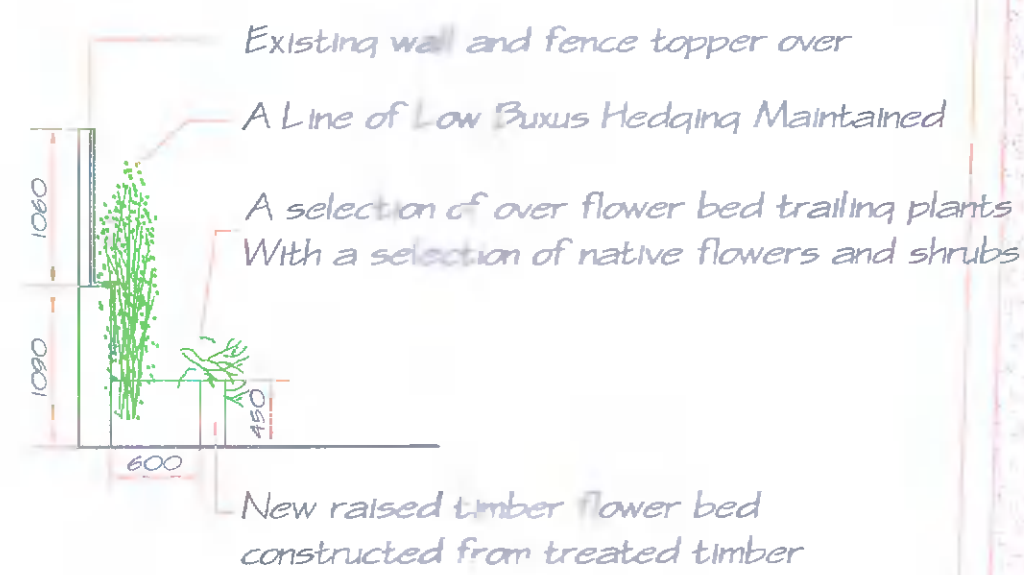 Existing wall and fence topper over
A Line of Low Buxus Hedging Maintained
A selection of over flower bed trailing plants
With a selection of native flowers and shrubs
1060
1090
450
600
New raised timber flower bed
constructed from treated timber